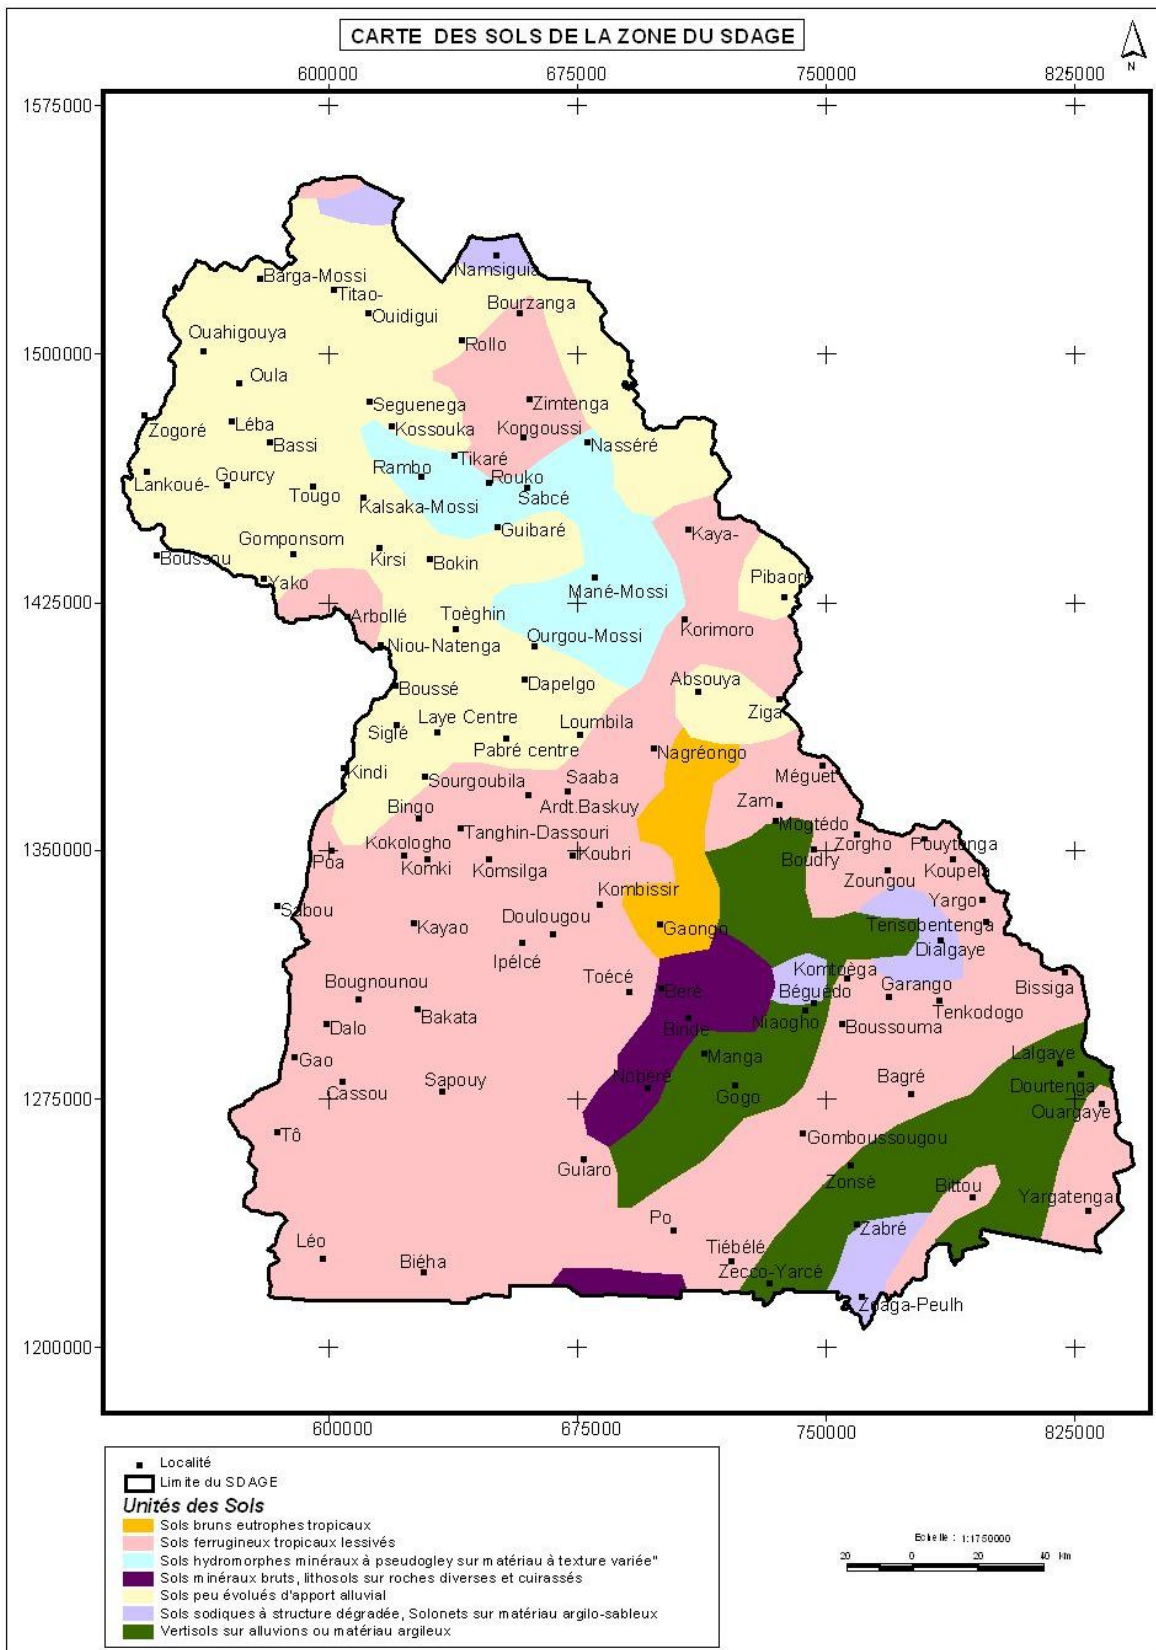 CARTE DES SOLS DE LA ZONE DU SDAGE
N
600000 675000 750000 825000
1575000
1500000
1425000
1350000
1275000
1200000
Namsiguia
Barga-Mossi
Titao-
Bourzanga
Ouidigui
Ouahigouya
Rollo
Oula
Seguenega
Zimtenga
Zogoré
Léba
Kossouka
Kongoussi
Bassi
Nasséré
Tikaré
Lankoué-
Gourcy
Rambo
Rouko
Tougo
Sabcé
Kalsaka-Mossi
Guibaré
Kaya-
Gomponsom
Boussou
Kirsi
Bokin
Yako
Mané-Mossi
Pibaoré
Arbollé
Toèghin
Korimoro
Niou-Natenga
Ourgou-Mossi
Boussé
Dapelgo
Absouya
Ziga
Siglé
Laye Centre
Loumbila
Pabré centre
Nagréongo
Kindi
Sourgoubila
Saaba
Méguet
Ardt.Baskuy
Zam
Bingo
Tanghin-Dassouri
Mogtédo
Zorgho
Pouytenga
Kokologho
Poa
Komki
Komsilga
Koubri
Boudry
Zoungou
Koupela
Sabou
Kombissir
Yargo
Kayao
Doulougou
Gaongo
Tensobentenga
Ipélcé
Dialgaye
Toécé
Komtoèga
Bougnounou
Beré
Béguédo
Garango
Bissiga
Bakata
Binde
Niaogho
Tenkodogo
Dalo
Boussouma
Gao
Manga
Lalgaye
Cassou
Sapouy
Nobéré
Gogo
Bagré
Dourtenga
Ouargaye
Tô
Gomboussougou
Guiaro
Zonsé
Bittou
Yargatenga
Po
Zabré
Léo
Tiébélé
Biéha
Zecco-Yarcé
Zoaga-Peulh
600000 675000 750000 825000
Localité
Limite du SDAGE
Unités des Sols
Sols bruns eutrophes tropicaux
Sols ferrugineux tropicaux lessivés
Sols hydromorphes minéraux à pseudogley sur matériau à texture variée"
Sols minéraux bruts, lithosols sur roches diverses et cuirassés
Sols peu évolués d'apport alluvial
Sols sodiques à structure dégradée, Solonets sur matériau argilo-sableux
Vertisols sur alluvions ou matériau argileux
Echelle : 1:1750000
20 0 20 40 Km